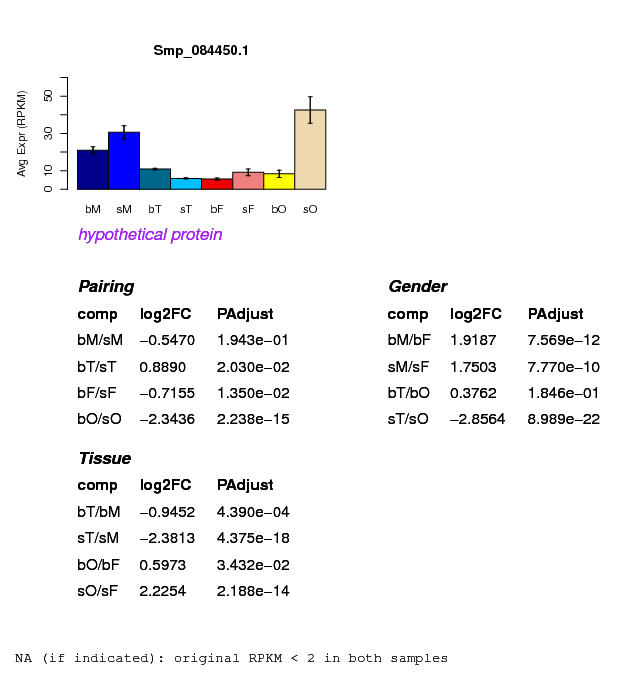 Smp_084450.1
Avg Expr (RPKM)
0 10 30 50
bM sM bT sT bF sF bO sO
hypothetical protein
Pairing
comp log2FC PAdjust
bM/sM −0.5470 1.943e−01
bT/sT 0.8890 2.030e−02
bF/sF −0.7155 1.350e−02
bO/sO −2.3436 2.238e−15
Gender
comp log2FC PAdjust
bM/bF 1.9187 7.569e−12
sM/sF 1.7503 7.770e−10
bT/bO 0.3762 1.846e−01
sT/sO −2.8564 8.989e−22
Tissue
comp log2FC PAdjust
bT/bM −0.9452 4.390e−04
sT/sM −2.3813 4.375e−18
bO/bF 0.5973 3.432e−02
sO/sF 2.2254 2.188e−14
NA (if indicated): original RPKM < 2 in both samples